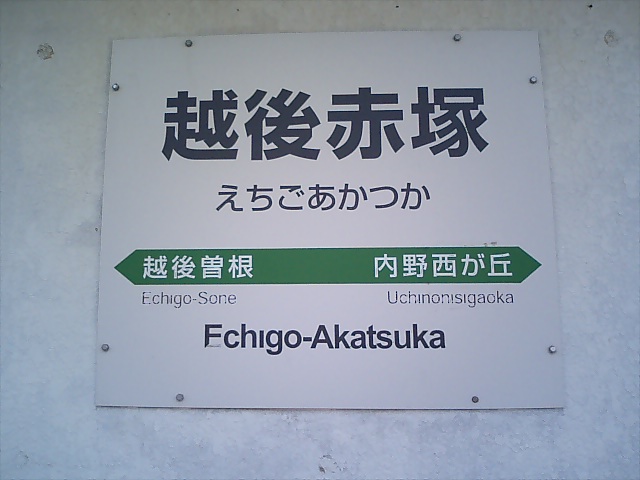 越後赤塚
えちごあかつか
越後曽根 内野西が丘
Echigo-Sone Uchinonisigaoka
Echigo-Akatsuka